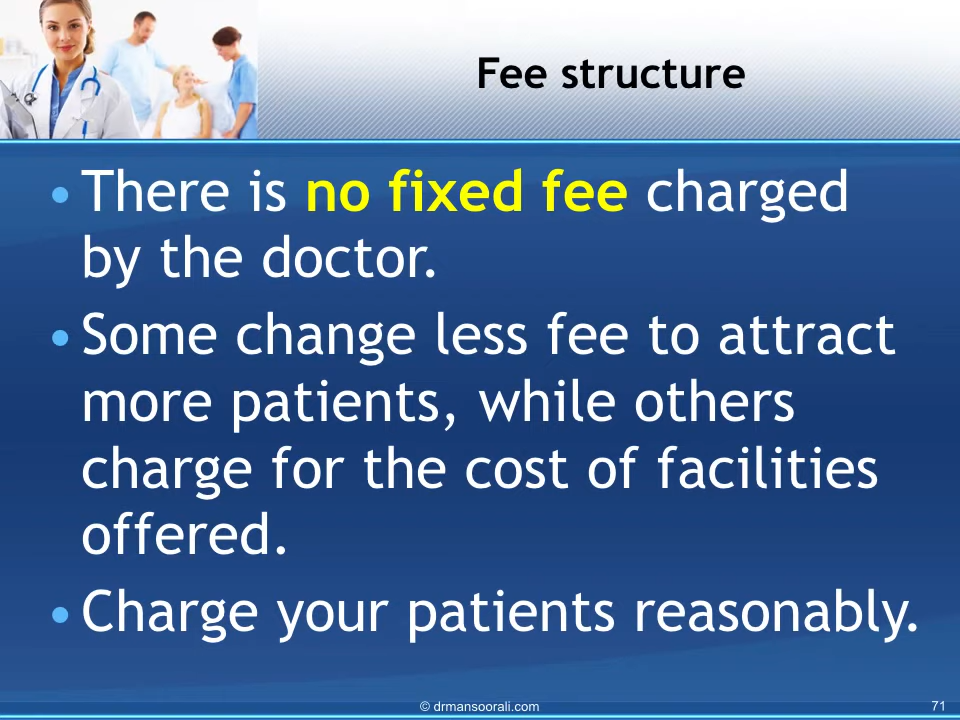 Fee structure
• There is no fixed fee charged
by the doctor.
• Some change less fee to attract
more patients, while others
charge for the cost of facilities
offered.
• Charge your patients reasonably.
© drmansoorali.com
71